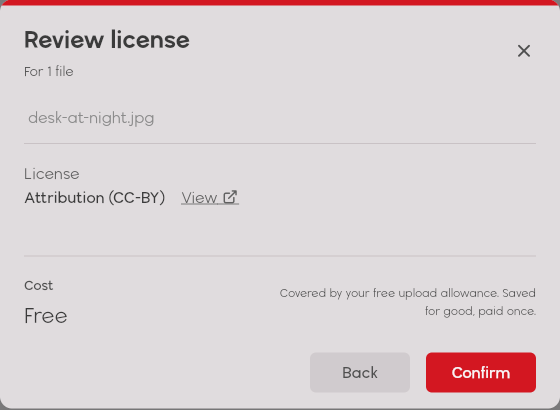 Review license
For 1 file
desk-at-night.jpg
License
Attribution (CC-BY) View
Cost
Free
Covered by your free upload allowance. Saved
for good, paid once.
Back Confirm